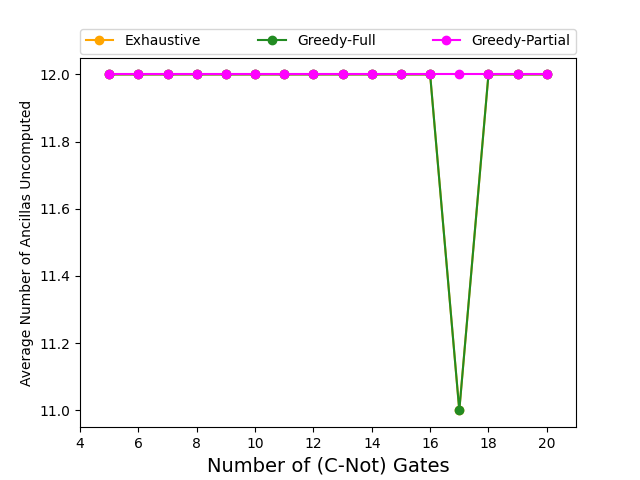 Exhaustive Greedy-Full Greedy-Partial
12.0
11.8
11.6
11.4
11.2
11.0
Average Number of Ancillas Uncomputed
4 6 8 10 12 14 16 18 20
Number of (C-Not) Gates